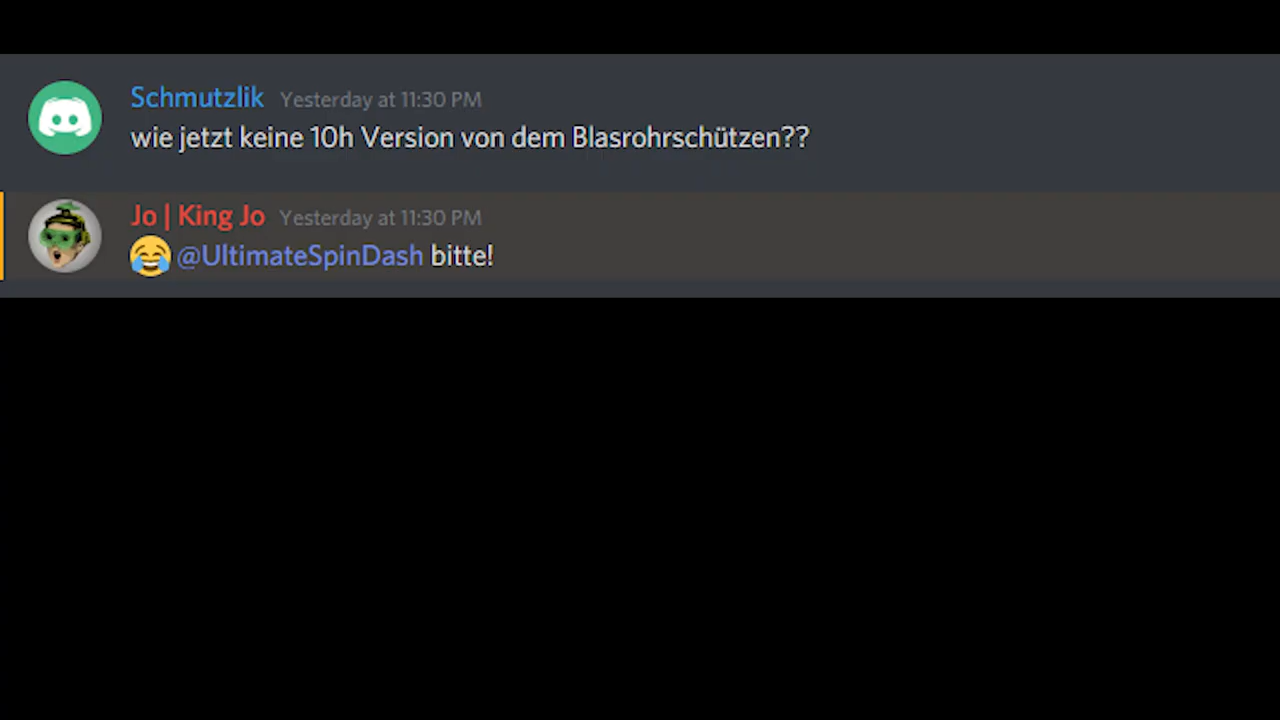 Schmutzlik Yesterday at 11:30 PM
wie jetzt keine 10h Version von dem Blasrohrschützen??
Jo | King Jo Yesterday at 11:30 PM
😂 @UltimateSpinDash bitte!